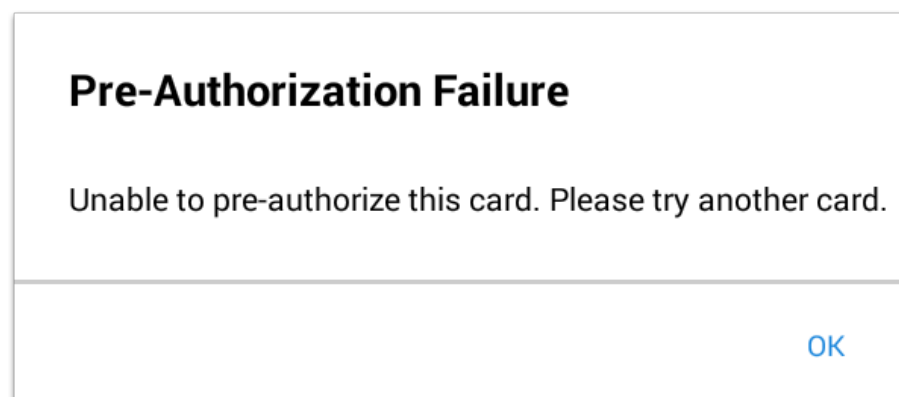 Pre-Authorization Failure
Unable to pre-authorize this card. Please try another card.
OK